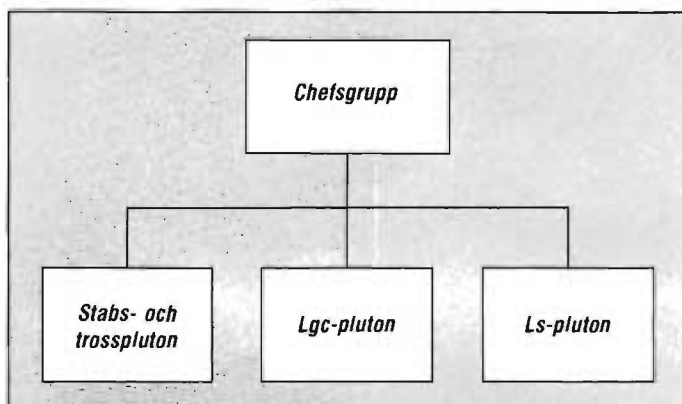 Chefsgrupp
Stabs- och
trosspluton
Lgc-pluton
Ls-pluton